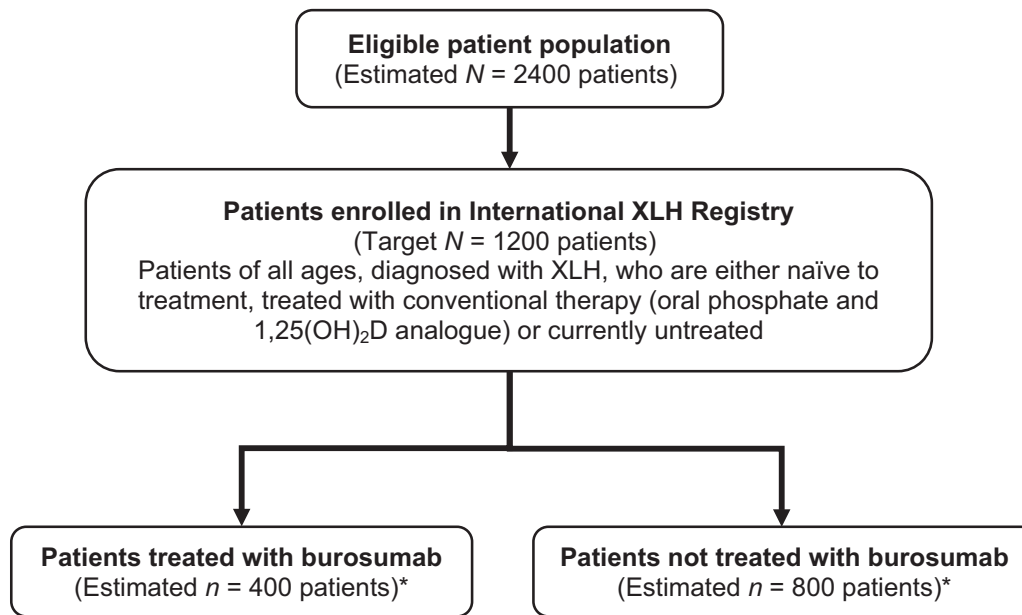 Eligible patient population
(Estimated N = 2400 patients)
Patients enrolled in International XLH Registry
(Target N = 1200 patients)
Patients of all ages, diagnosed with XLH, who are either naïve to
treatment, treated with conventional therapy (oral phosphate and
1,25(OH)₂D analogue) or currently untreated
Patients treated with burosumab
(Estimated n = 400 patients)*
Patients not treated with burosumab
(Estimated n = 800 patients)*